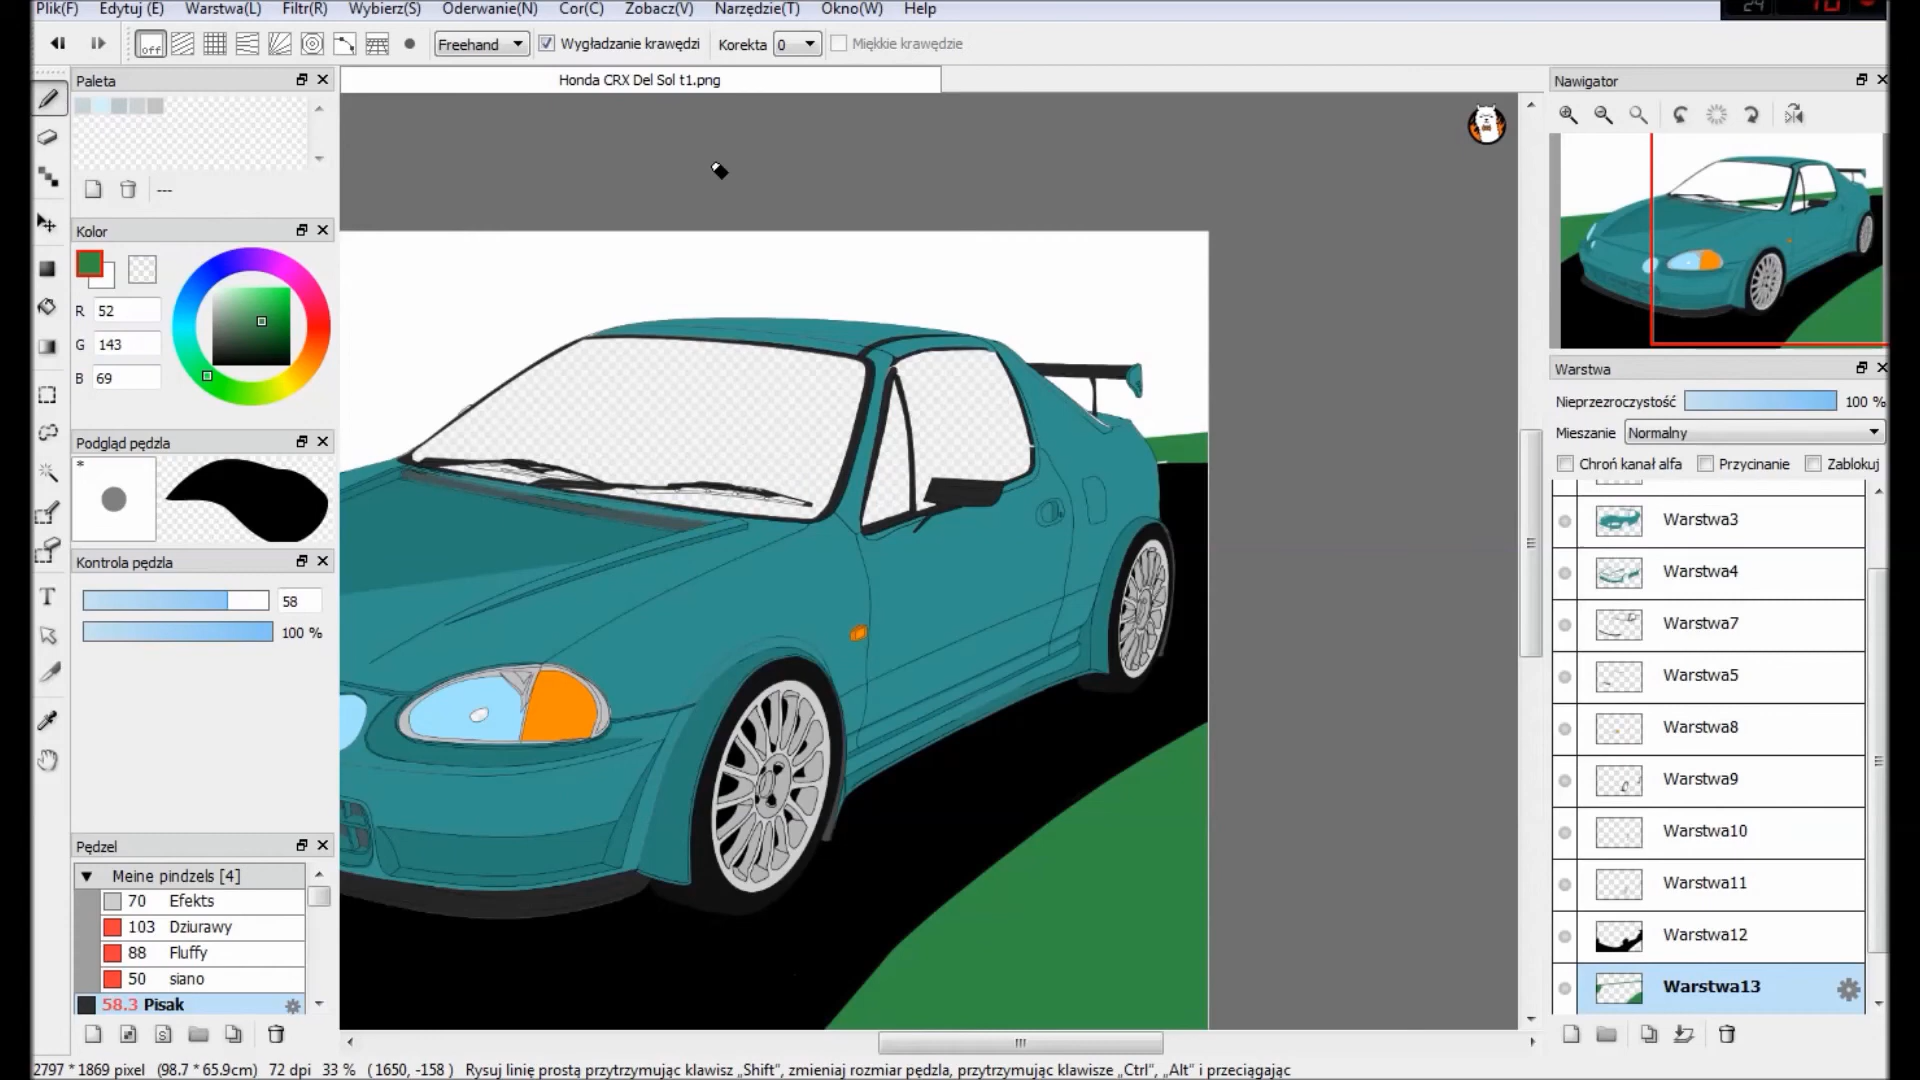 Plik(F) Edytuj (E) Warstwa(L) Filtr(R) Wybierz(S) Oderwanie(N) Cor(C) Zobacz(V) Narzędzie(T) Okno(W) Help
off Freehand Wygładzanie krawędzi Korekta 0 Miękkie krawędzie
Paleta
---
Kolor
R 52
G 143
B 69
Podgląd pędzla
*
Kontrola pędzla
58
100 %
Pędzel
Meine pindzels [4]
70 Efekts
103 Dziurawy
88 Fluffy
50 siano
58.3 Pisak
Honda CRX Del Sol t1.png
Nawigator
Warstwa
Nieprzezroczystość 100 %
Mieszanie Normalny
Chroń kanał alfa Przycinanie Zablokuj
Warstwa3
Warstwa4
Warstwa7
Warstwa5
Warstwa8
Warstwa9
Warstwa10
Warstwa11
Warstwa12
Warstwa13
2797 * 1869 pixel (98.7 * 65.9cm) 72 dpi 33 % (1650, -158) Rysuj linię prostą przytrzymując klawisz „Shift", zmieniaj rozmiar pędzla, przytrzymując klawisze „Ctrl", „Alt" i przeciągając